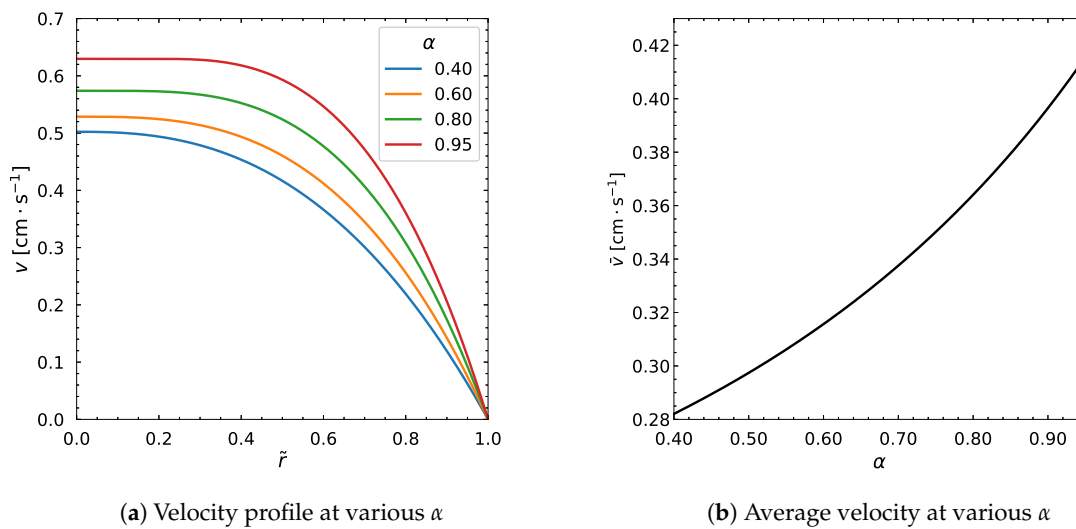 0.7
0.6
0.5
0.4
0.3
0.2
0.1
0.0
v [cm · s⁻¹]
0.0 0.2 0.4 0.6 0.8 1.0
r̃
α
0.40
0.60
0.80
0.95
(a) Velocity profile at various α
0.42
0.40
0.38
0.36
0.34
0.32
0.30
0.28
v̄ [cm · s⁻¹]
0.40 0.50 0.60 0.70 0.80 0.90
α
(b) Average velocity at various α